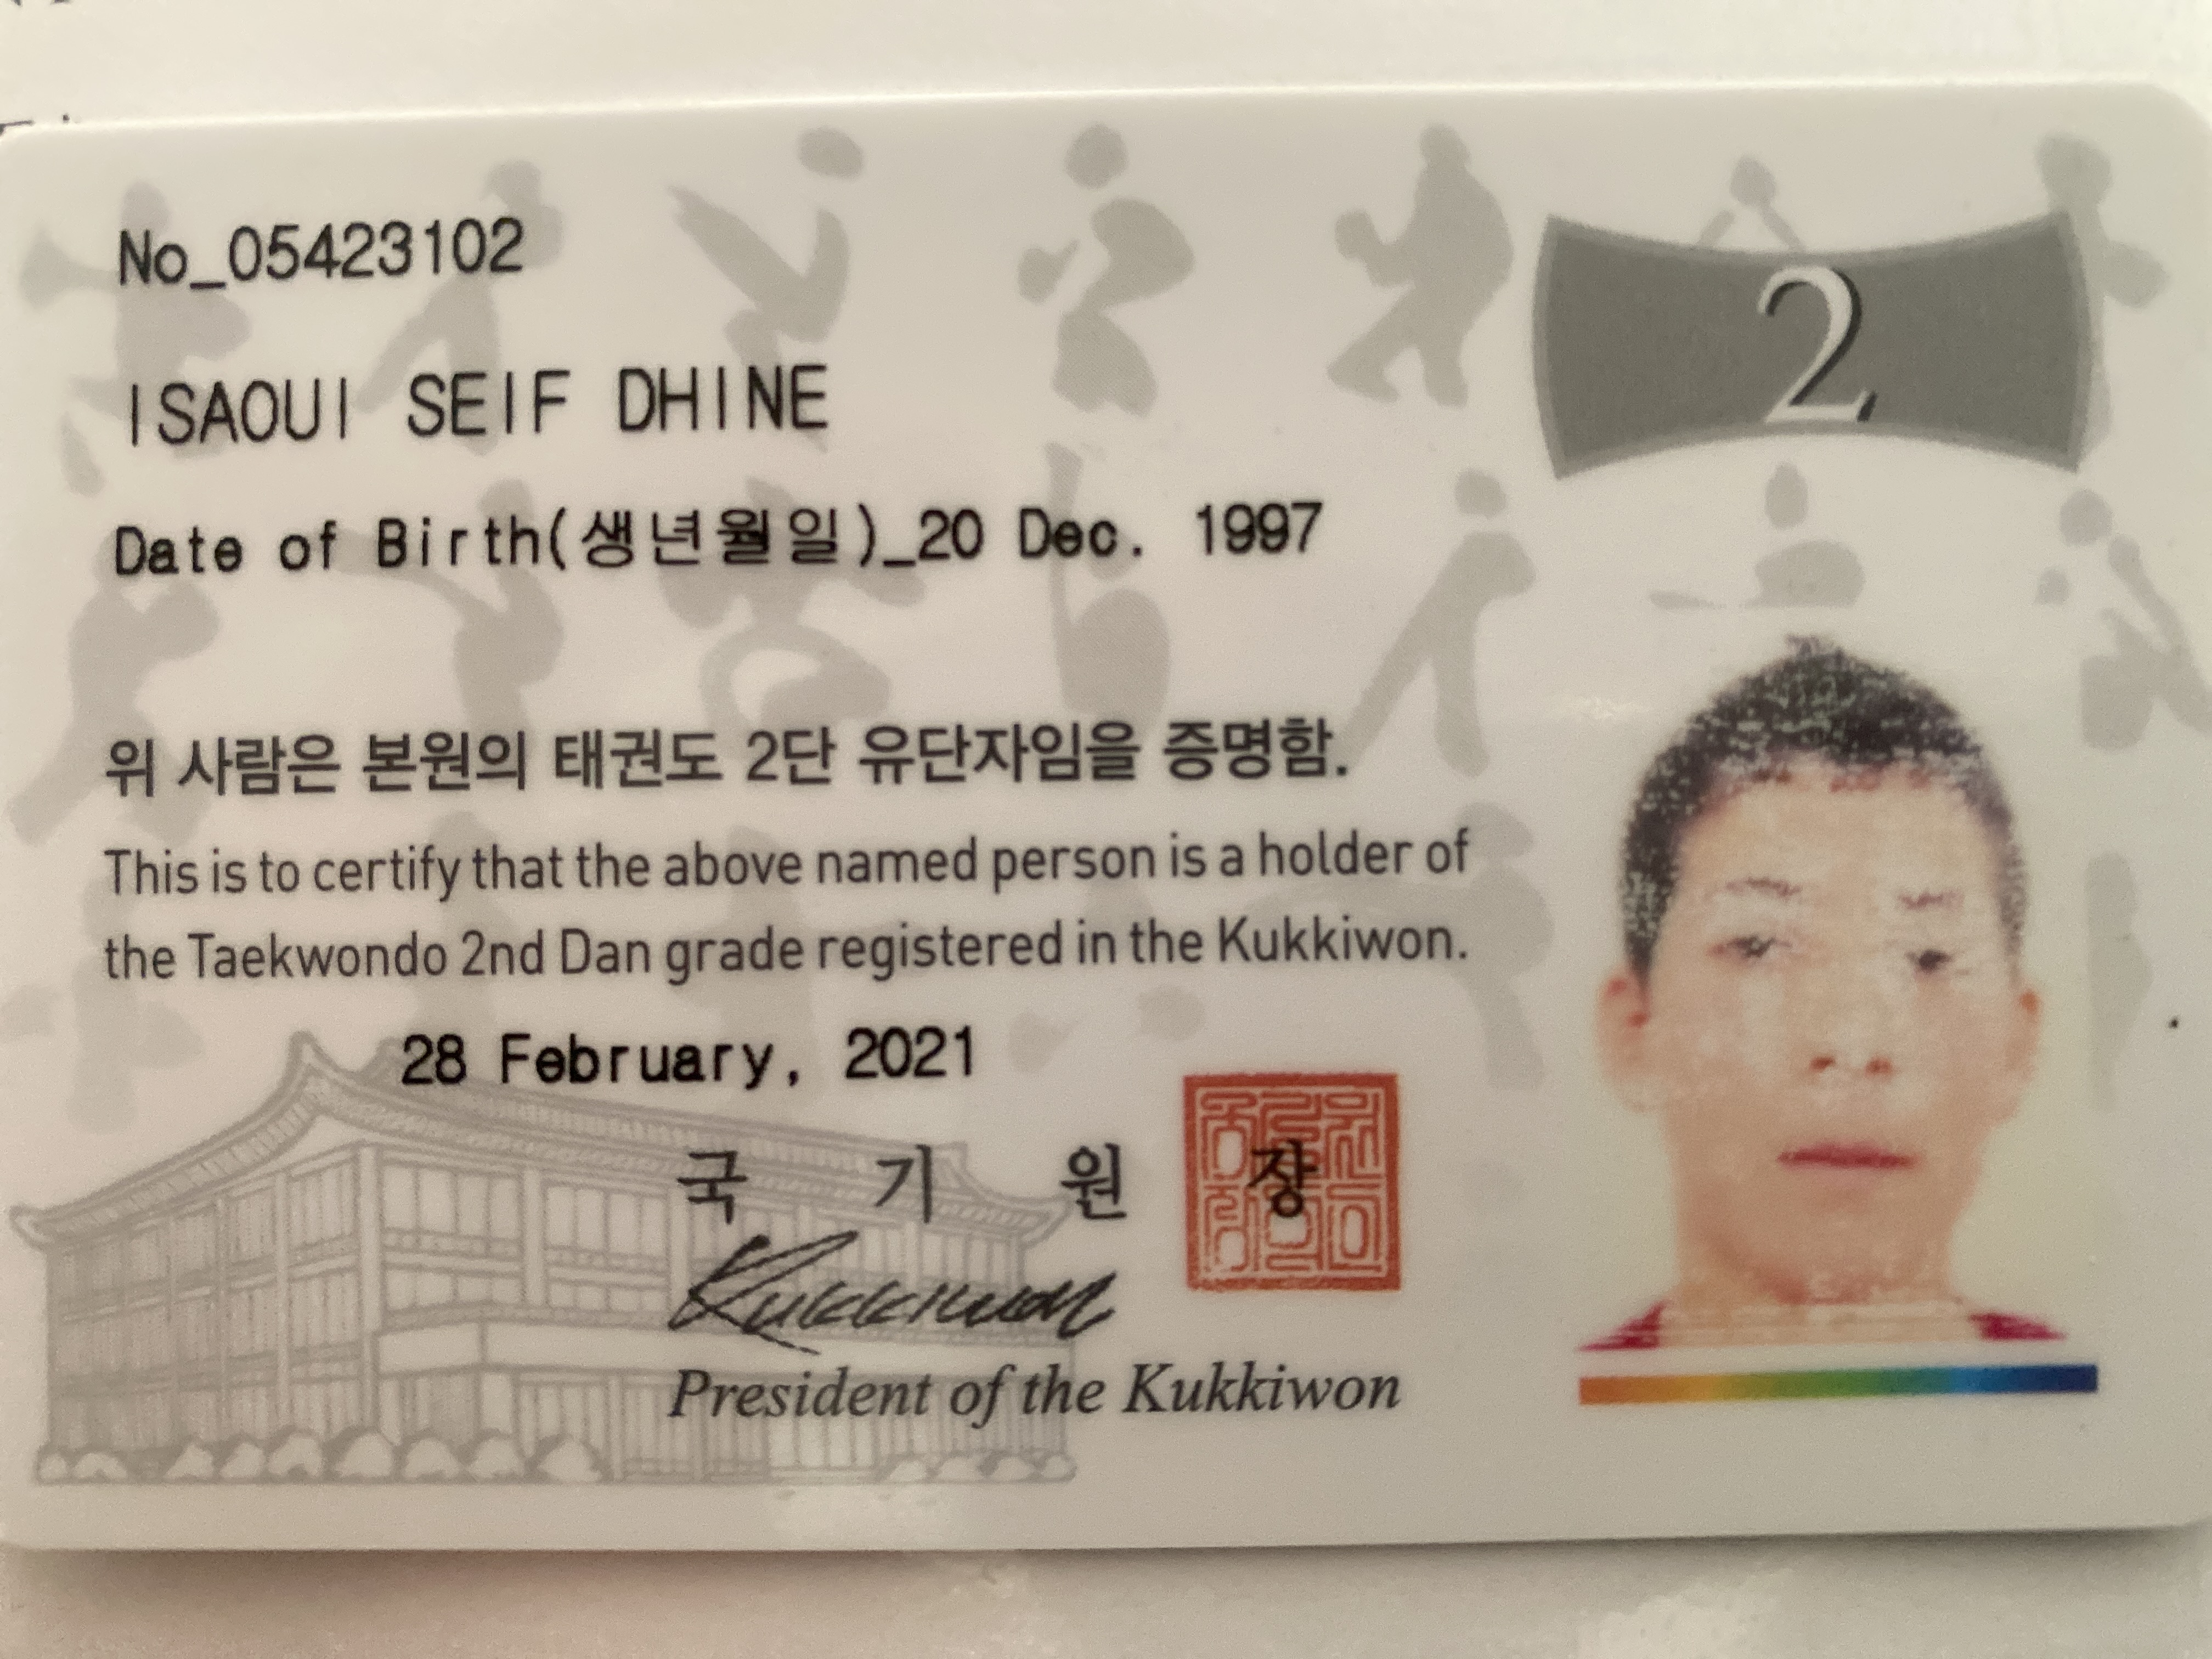 No_05423102
2
ISAOUI SEIF DHINE
Date of Birth(생년월일)_20 Dec. 1997
위 사람은 본원의 태권도 2단 유단자임을 증명함.
This is to certify that the above named person is a holder of
the Taekwondo 2nd Dan grade registered in the Kukkiwon.
28 February, 2021
국 기 원 장
Kukkiwon
President of the Kukkiwon